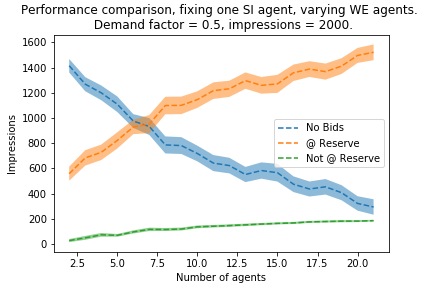 Performance comparison, fixing one SI agent, varying WE agents.
Demand factor = 0.5, impressions = 2000.
1600
1400
1200
1000
800
600
400
200
0
Impressions
No Bids
@ Reserve
Not @ Reserve
2.5 5.0 7.5 10.0 12.5 15.0 17.5 20.0
Number of agents